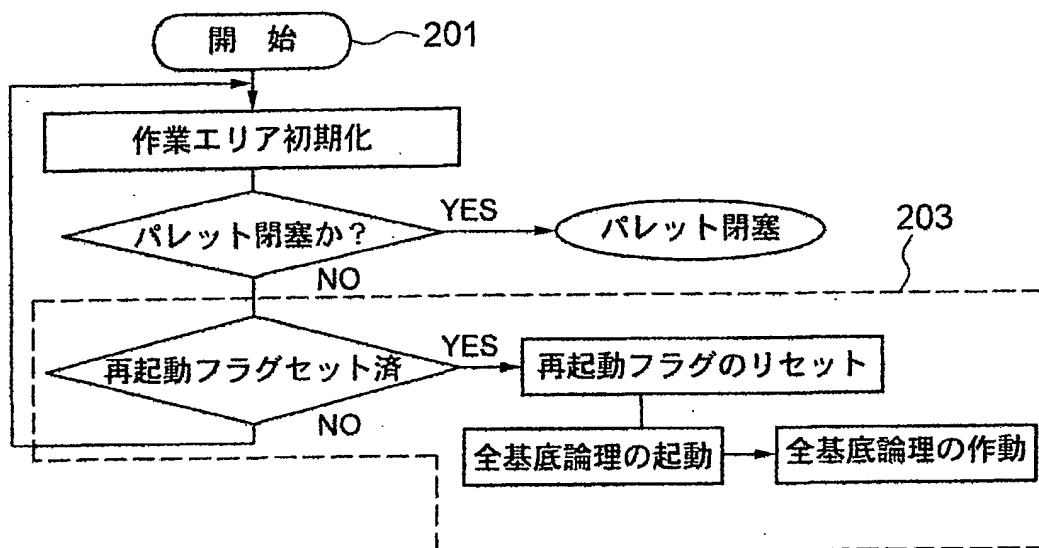 開 始
201
作業エリア初期化
パレット閉塞か?
YES
パレット閉塞
NO
203
再起動フラグセット済
YES
再起動フラグのリセット
NO
全基底論理の起動
全基底論理の作動